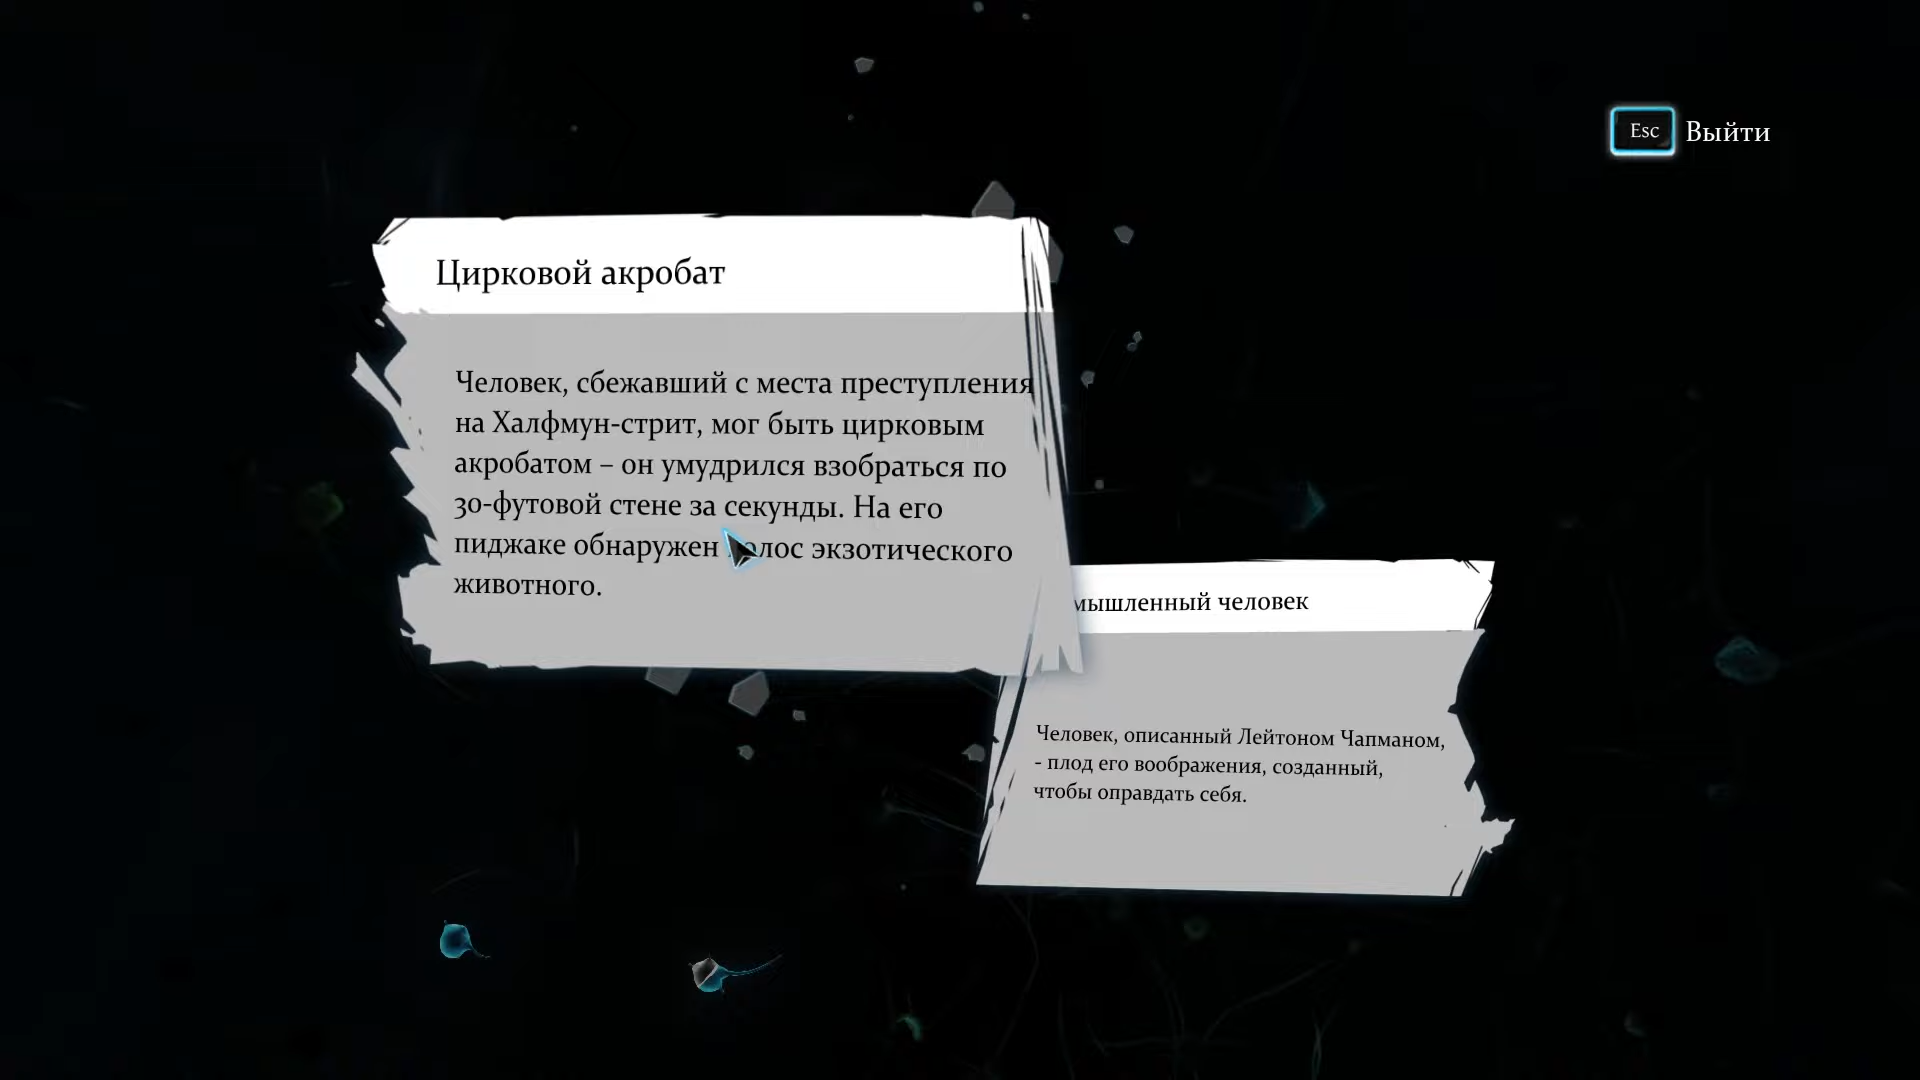 Esc Выйти
Цирковой акробат
Человек, сбежавший с места преступления
на Халфмун-стрит, мог быть цирковым
акробатом – он умудрился взобраться по
30-футовой стене за секунды. На его
пиджаке обнаружен волос экзотического
животного.
мышленный человек
Человек, описанный Лейтоном Чапманом,
- плод его воображения, созданный,
чтобы оправдать себя.